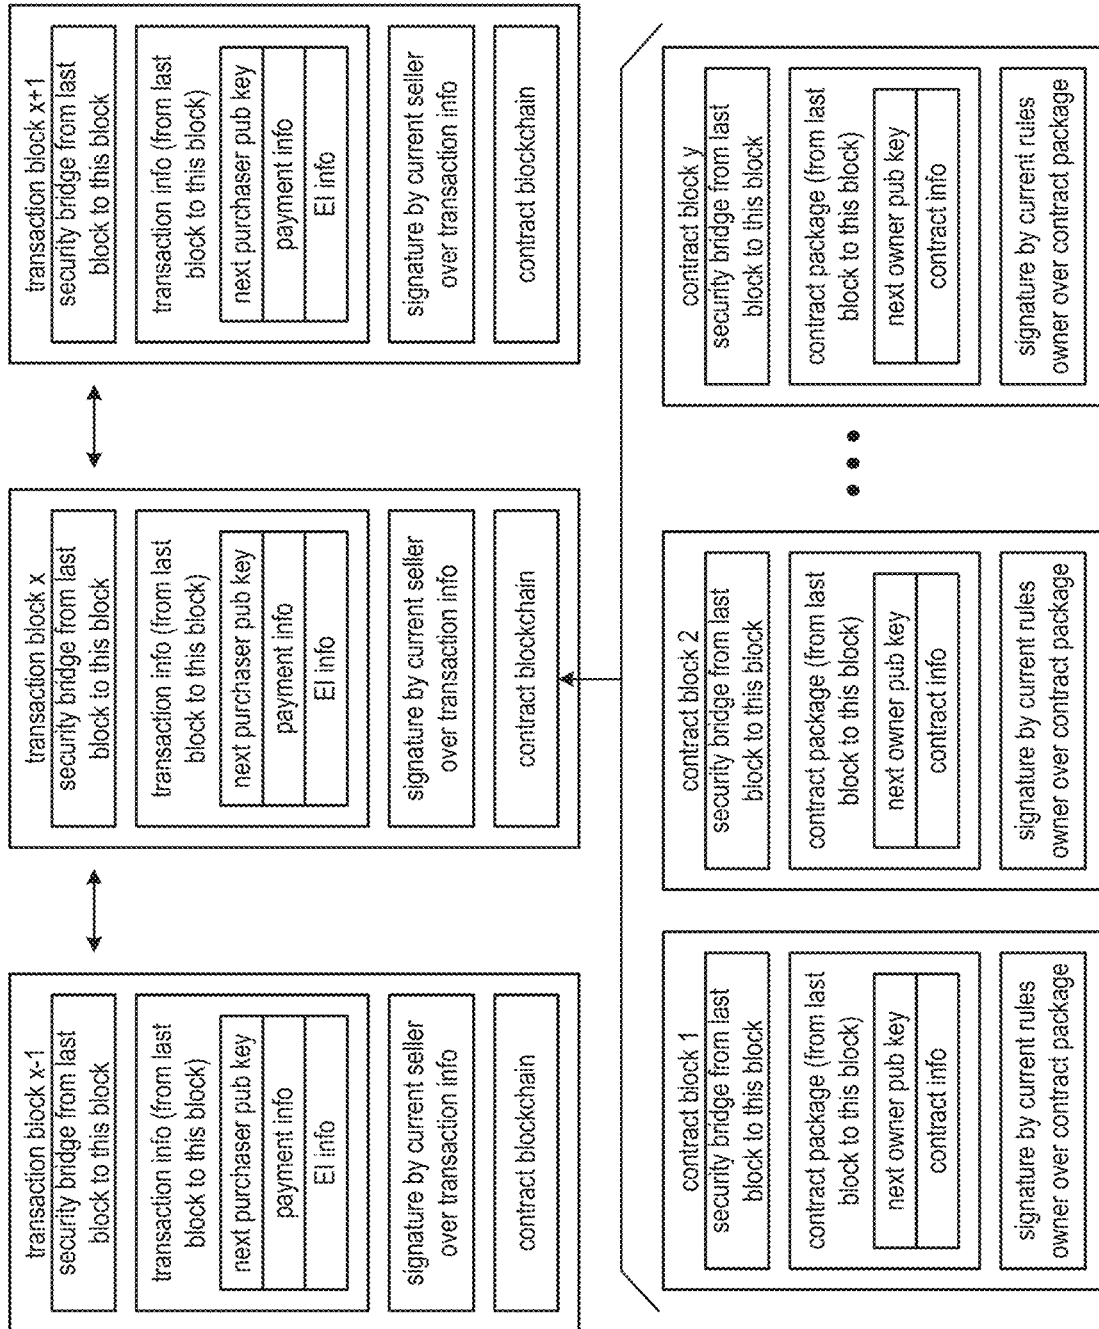 transaction block x-1
security bridge from last
block to this block
transaction info (from last
block to this block)
next purchaser pub key
payment info
EI info
signature by current seller
over transaction info
contract blockchain
transaction block x
security bridge from last
block to this block
transaction info (from last
block to this block)
next purchaser pub key
payment info
EI info
signature by current seller
over transaction info
contract blockchain
transaction block x+1
security bridge from last
block to this block
transaction info (from last
block to this block)
next purchaser pub key
payment info
EI info
signature by current seller
over transaction info
contract blockchain
contract block 1
security bridge from last
block to this block
contract package (from last
block to this block)
next owner pub key
contract info
signature by current rules
owner over contract package
contract block 2
security bridge from last
block to this block
contract package (from last
block to this block)
next owner pub key
contract info
signature by current rules
owner over contract package
contract block y
security bridge from last
block to this block
contract package (from last
block to this block)
next owner pub key
contract info
signature by current rules
owner over contract package